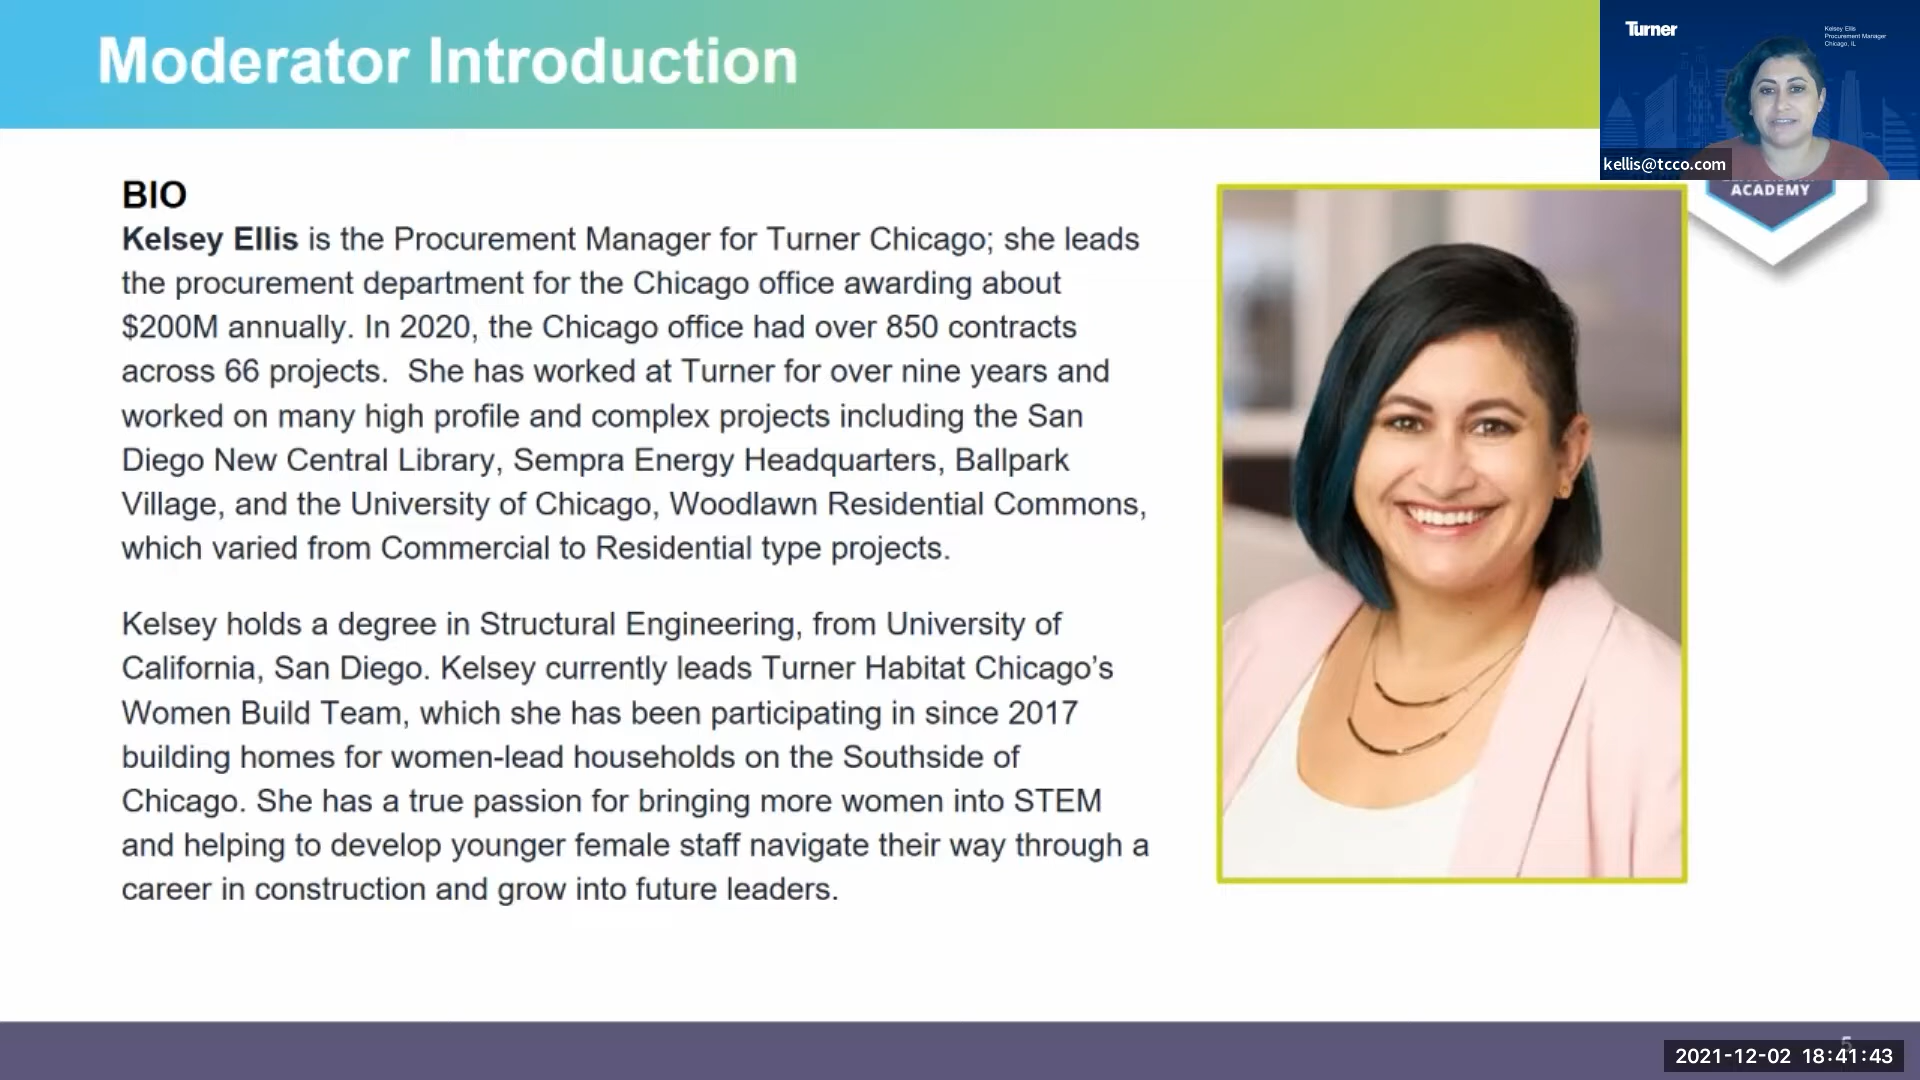 Moderator Introduction
Turner
Kelsey Ellis
Procurement Manager
Chicago, IL
kellis@tcco.com
ACADEMY
BIO
Kelsey Ellis is the Procurement Manager for Turner Chicago; she leads
the procurement department for the Chicago office awarding about
$200M annually. In 2020, the Chicago office had over 850 contracts
across 66 projects.  She has worked at Turner for over nine years and
worked on many high profile and complex projects including the San
Diego New Central Library, Sempra Energy Headquarters, Ballpark
Village, and the University of Chicago, Woodlawn Residential Commons,
which varied from Commercial to Residential type projects.
Kelsey holds a degree in Structural Engineering, from University of
California, San Diego. Kelsey currently leads Turner Habitat Chicago’s
Women Build Team, which she has been participating in since 2017
building homes for women-lead households on the Southside of
Chicago. She has a true passion for bringing more women into STEM
and helping to develop younger female staff navigate their way through a
career in construction and grow into future leaders.
5
2021-12-02 18:41:43